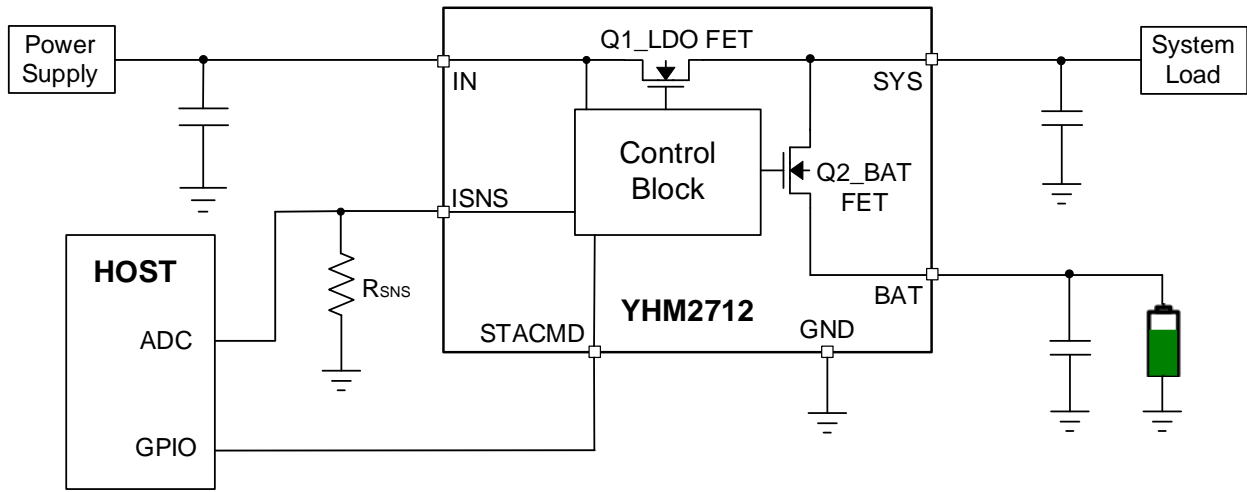 Power
Supply
Q1_LDO FET
System
Load
IN
SYS
Control
Block
Q2_BAT
FET
ISNS
HOST
RSNS
ADC
BAT
YHM2712
STACMD
GND
GPIO